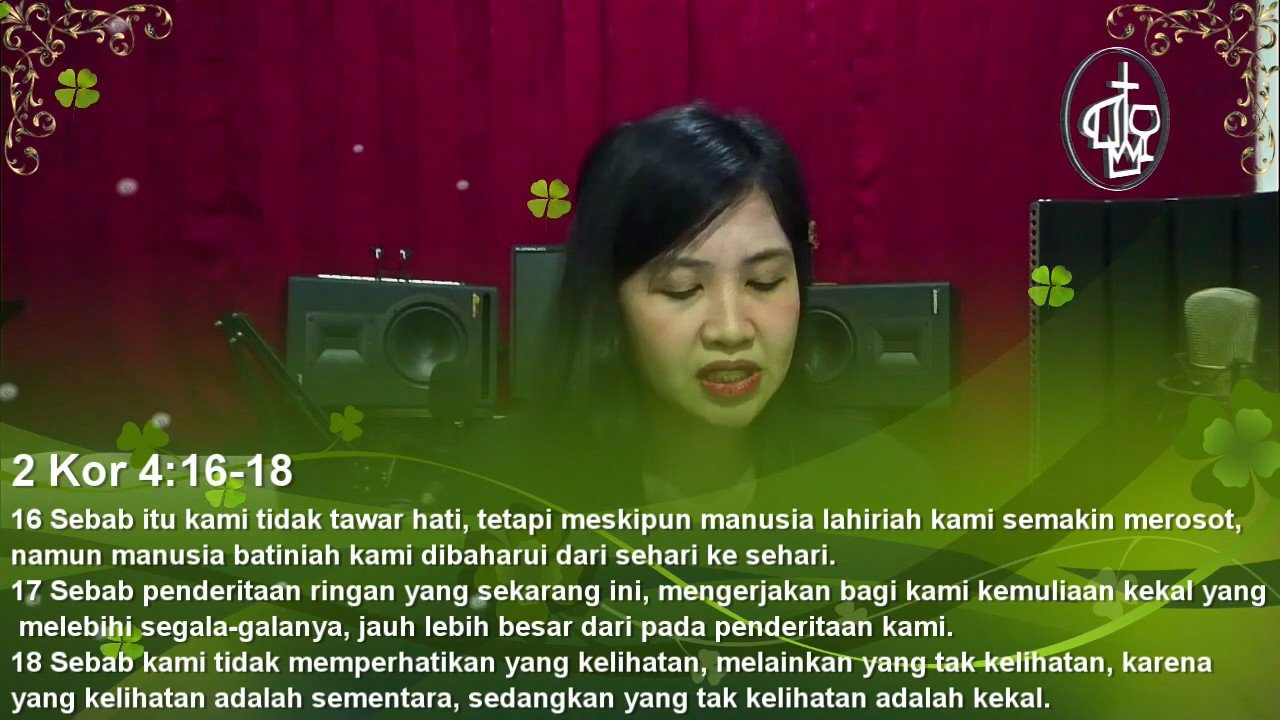 2 Kor 4:16-18
16 Sebab itu kami tidak tawar hati, tetapi meskipun manusia lahiriah kami semakin merosot,
namun manusia batiniah kami dibaharui dari sehari ke sehari.
17 Sebab penderitaan ringan yang sekarang ini, mengerjakan bagi kami kemuliaan kekal yang
melebihi segala-galanya, jauh lebih besar dari pada penderitaan kami.
18 Sebab kami tidak memperhatikan yang kelihatan, melainkan yang tak kelihatan, karena
yang kelihatan adalah sementara, sedangkan yang tak kelihatan adalah kekal.